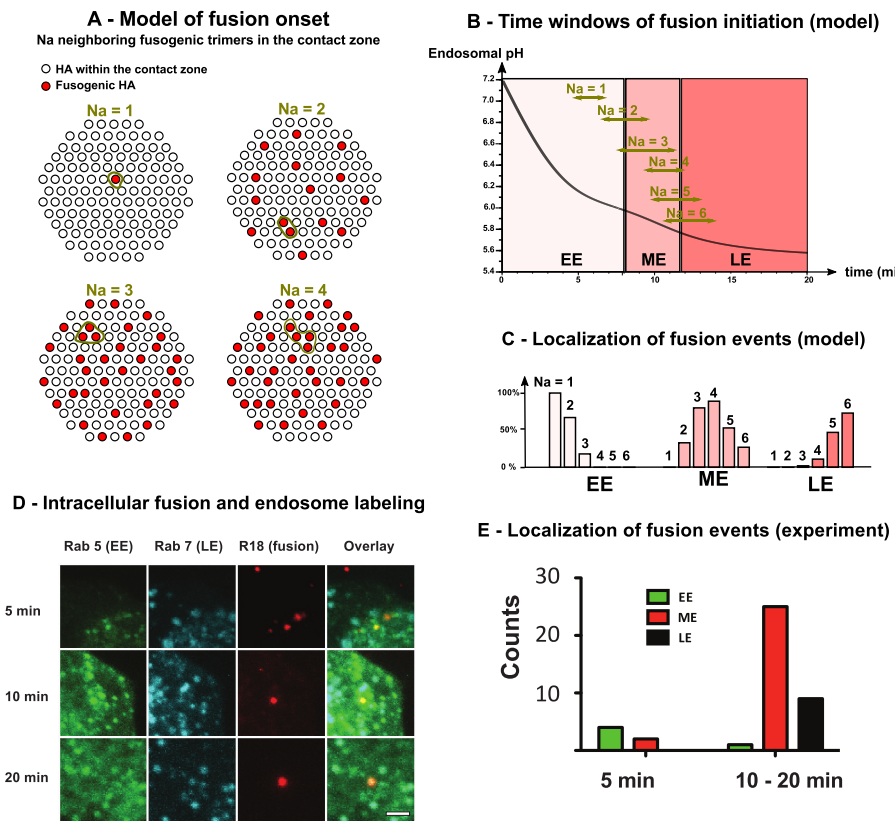 A - Model of fusion onset
Na neighboring fusogenic trimers in the contact zone
HA within the contact zone
Fusogenic HA
Na = 1
Na = 2
Na = 3
Na = 4
B - Time windows of fusion initiation (model)
Endosomal pH
7.2
7.0
6.8
6.6
6.4
6.2
6.0
5.8
5.6
5.4
Na = 1
Na = 2
Na = 3
Na = 4
Na = 5
Na = 6
EE
ME
LE
0
5
10
15
20
time (mi
C - Localization of fusion events (model)
100%
50%
0 %
Na = 1
2
3
4 5 6
1
2
3
4
5
6
1 2 3
4
5
6
EE
ME
LE
D - Intracellular fusion and endosome labeling
Rab 5 (EE)
Rab 7 (LE)
R18 (fusion)
Overlay
5 min
10 min
20 min
E - Localization of fusion events (experiment)
Counts
30
20
10
EE
ME
LE
5 min
10 - 20 min